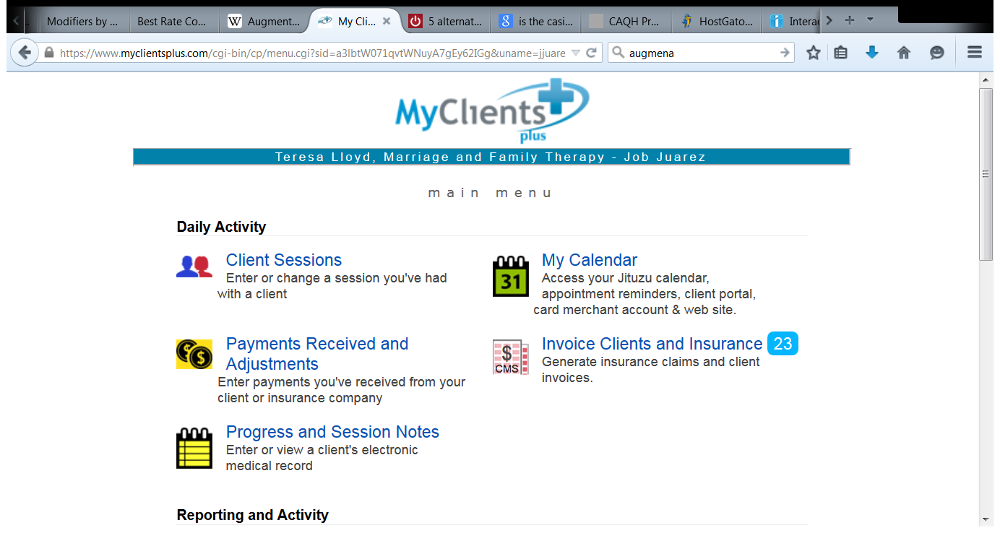 Modifiers by ...
Best Rate Co...
W Augment...
My Cli...
5 alternat...
8 is the casi...
CAQH Pr...
HostGato...
Interac
https://www.myclientsplus.com/cgi-bin/cp/menu.cgi?sid=a3IbtW071qvtWNuyA7gEy62IGg&uname=jjuare
augmena
MyClients
plus
Teresa Lloyd, Marriage and Family Therapy - Job Juarez
main menu
Daily Activity
Client Sessions
Enter or change a session you've had
with a client
31
My Calendar
Access your Jituzu calendar,
appointment reminders, client portal,
card merchant account & web site.
Payments Received and
Adjustments
Enter payments you've received from your
client or insurance company
$
CMS
Invoice Clients and Insurance 23
Generate insurance claims and client
invoices.
Progress and Session Notes
Enter or view a client's electronic
medical record
Reporting and Activity